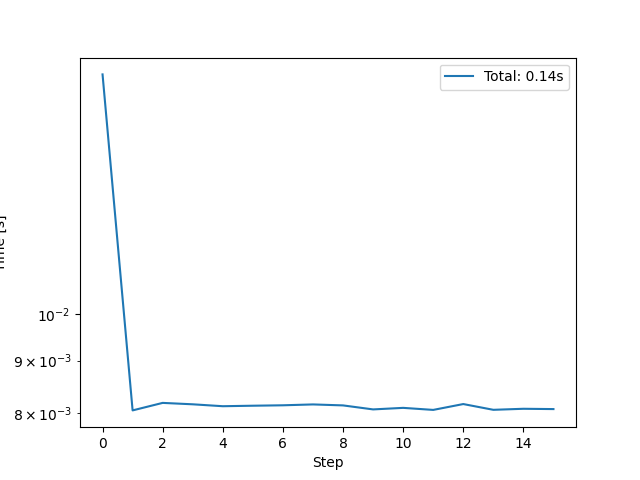 Total: 0.14s
10⁻²
9 × 10⁻³
8 × 10⁻³
0 2 4 6 8 10 12 14
Step
[s]